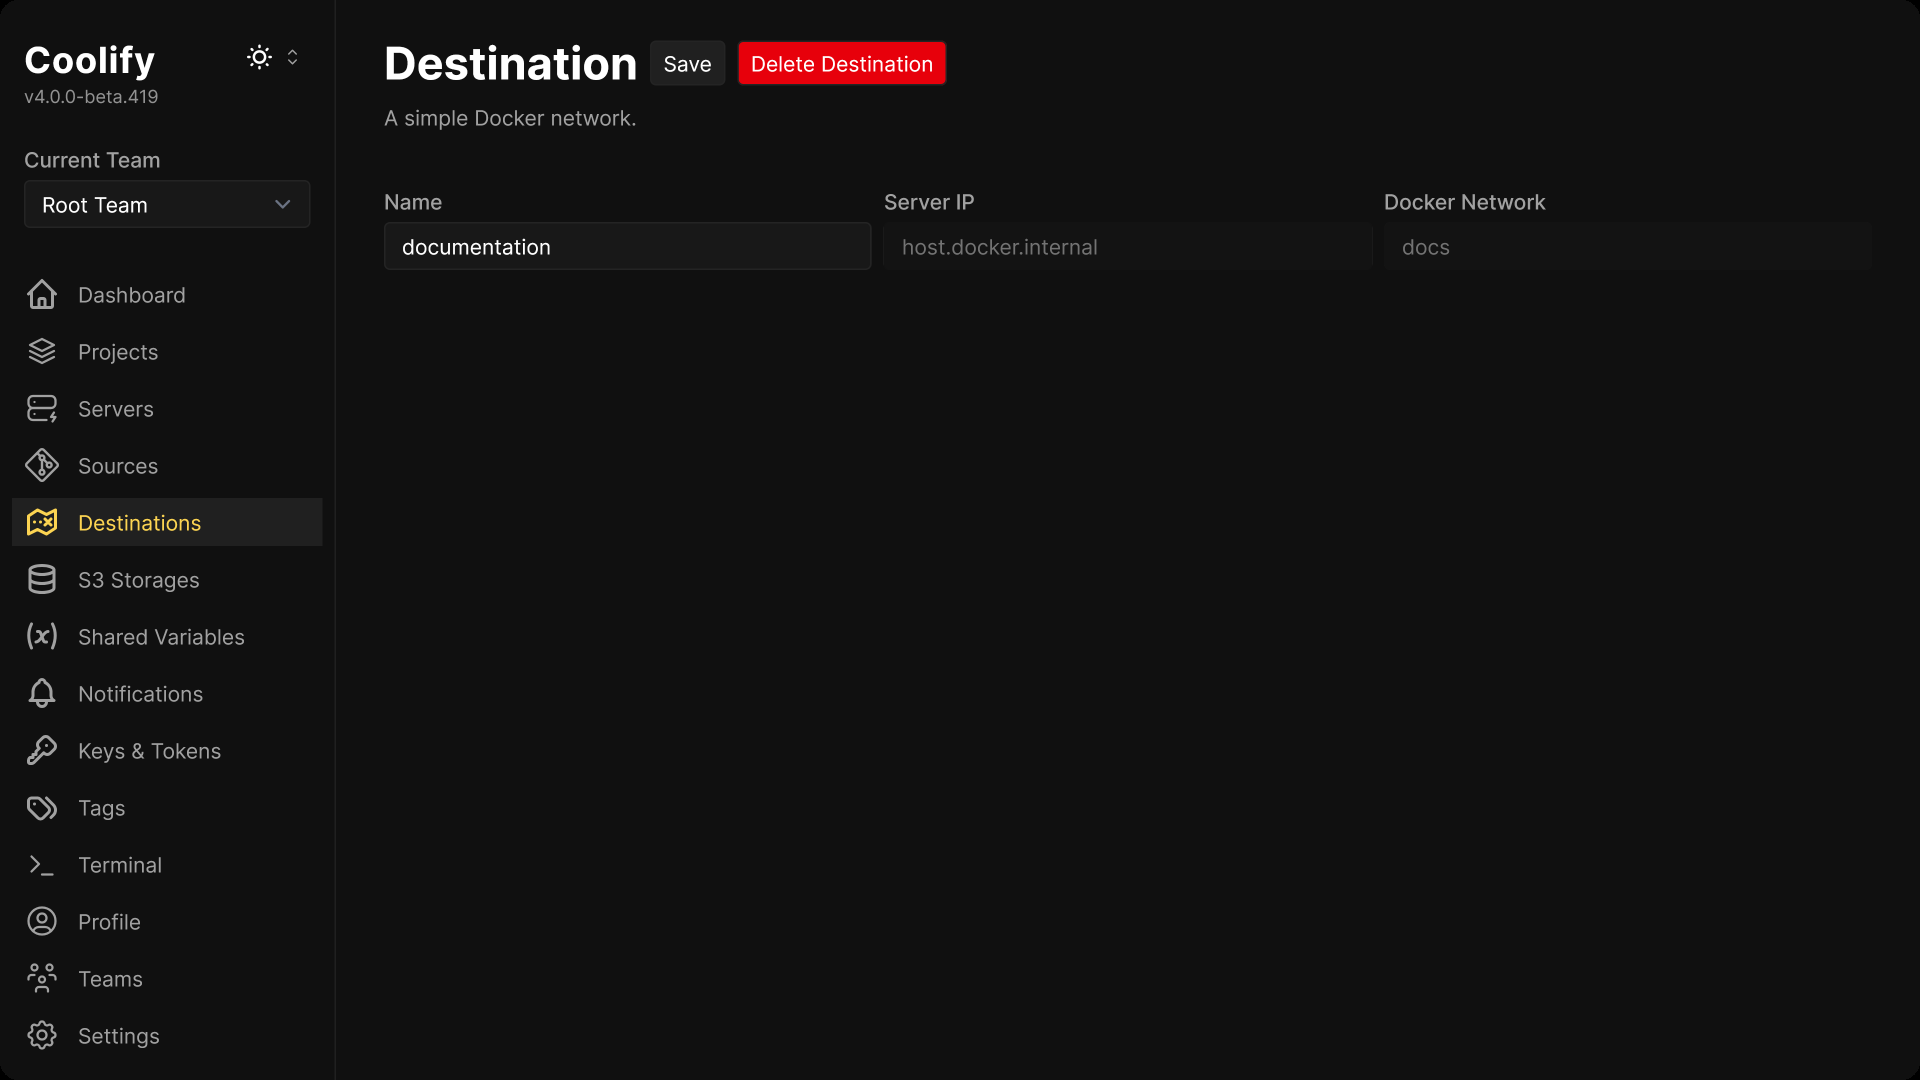 Coolify
v4.0.0-beta.419
Current Team
Root Team
Dashboard
Projects
Servers
Sources
Destinations
S3 Storages
Shared Variables
Notifications
Keys & Tokens
Tags
Terminal
Profile
Teams
Settings
Destination Save Delete Destination
A simple Docker network.
Name Server IP Docker Network
documentation host.docker.internal docs